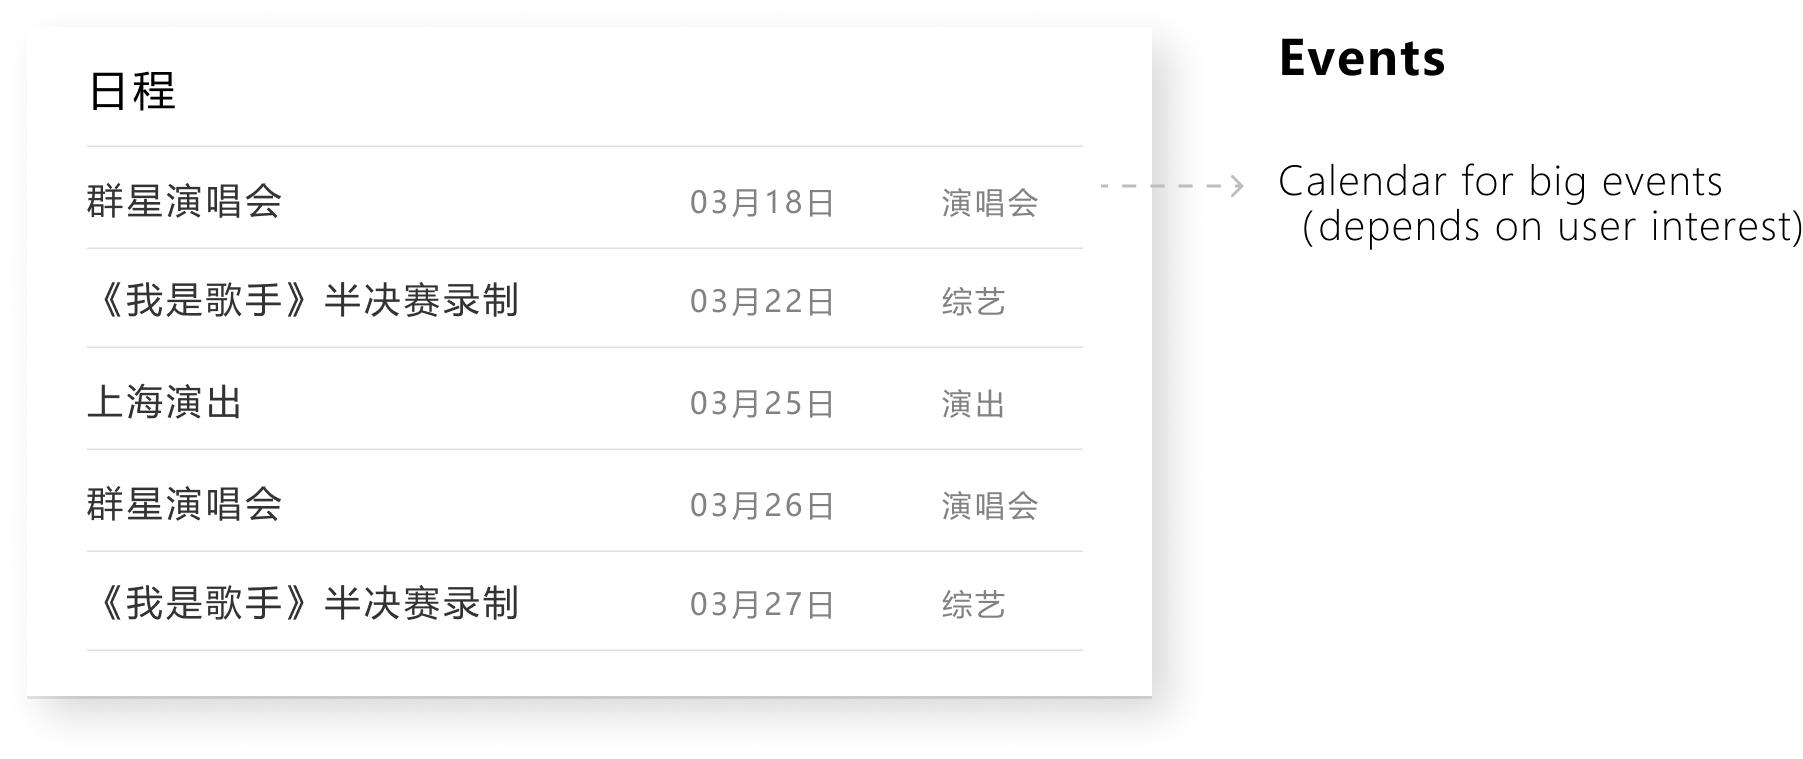 日程
群星演唱会 03月18日 演唱会
《我是歌手》半决赛录制 03月22日 综艺
上海演出 03月25日 演出
群星演唱会 03月26日 演唱会
《我是歌手》半决赛录制 03月27日 综艺
Events
Calendar for big events
(depends on user interest)